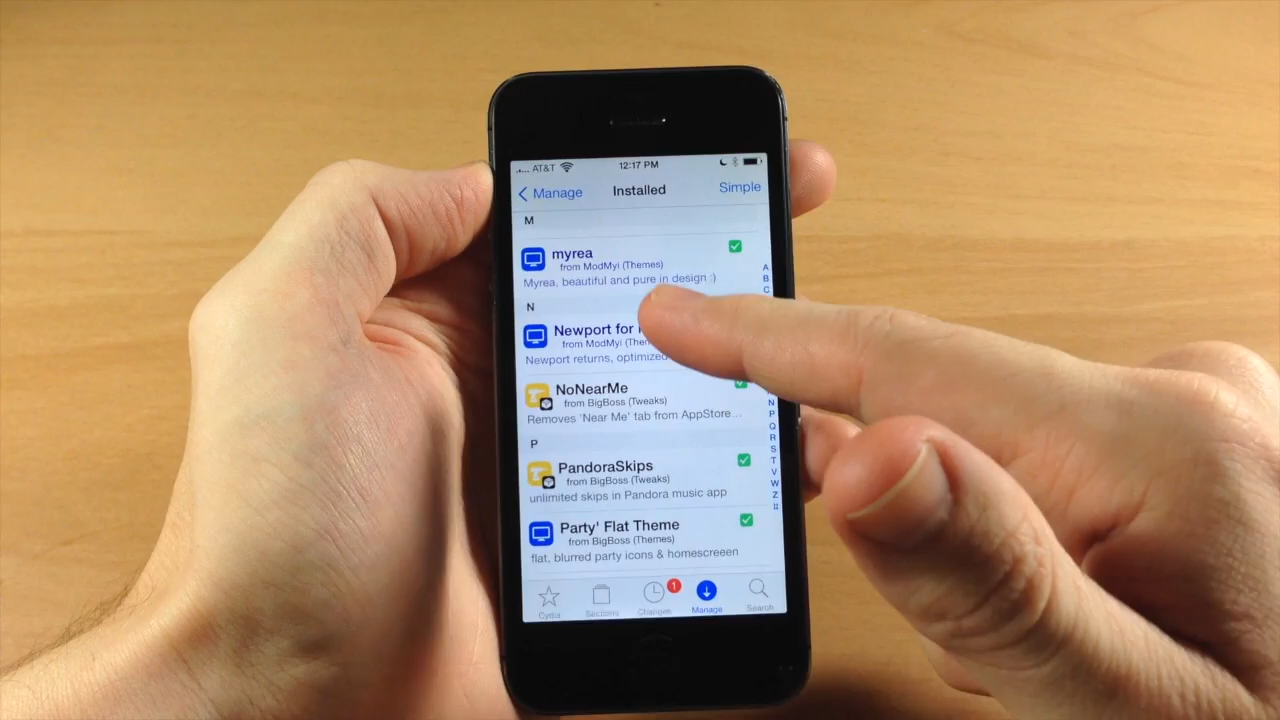 AT&T 12:17 PM
Manage Installed Simple
M
myrea
from ModMyi (Themes)
Myrea, beautiful and pure in design :)
A
B
C
N
Newport for
from ModMyi
Newport returns, optimized
NoNearMe
from BigBoss (Tweaks)
Removes 'Near Me' tab from AppStore...
N
P
Q
R
S
T
V
W
Z
#
P
PandoraSkips
from BigBoss (Tweaks)
unlimited skips in Pandora music app
Party' Flat Theme
from BigBoss (Themes)
flat, blurred party icons & homescreeen
1
Cydia Sections Changes Manage Search